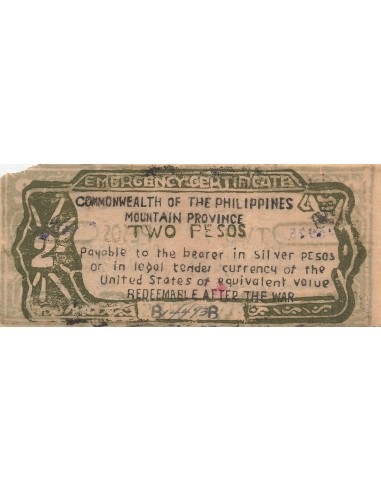 EMERGENCY CERTIFICATE
COMMONWEALTH OF THE PHILIPPINES
MOUNTAIN PROVINCE
TWO PESOS
2
Payable to the bearer in silver pesos
or in legal tender currency of the
United States of equivalent value
REDEEMABLE AFTER THE WAR